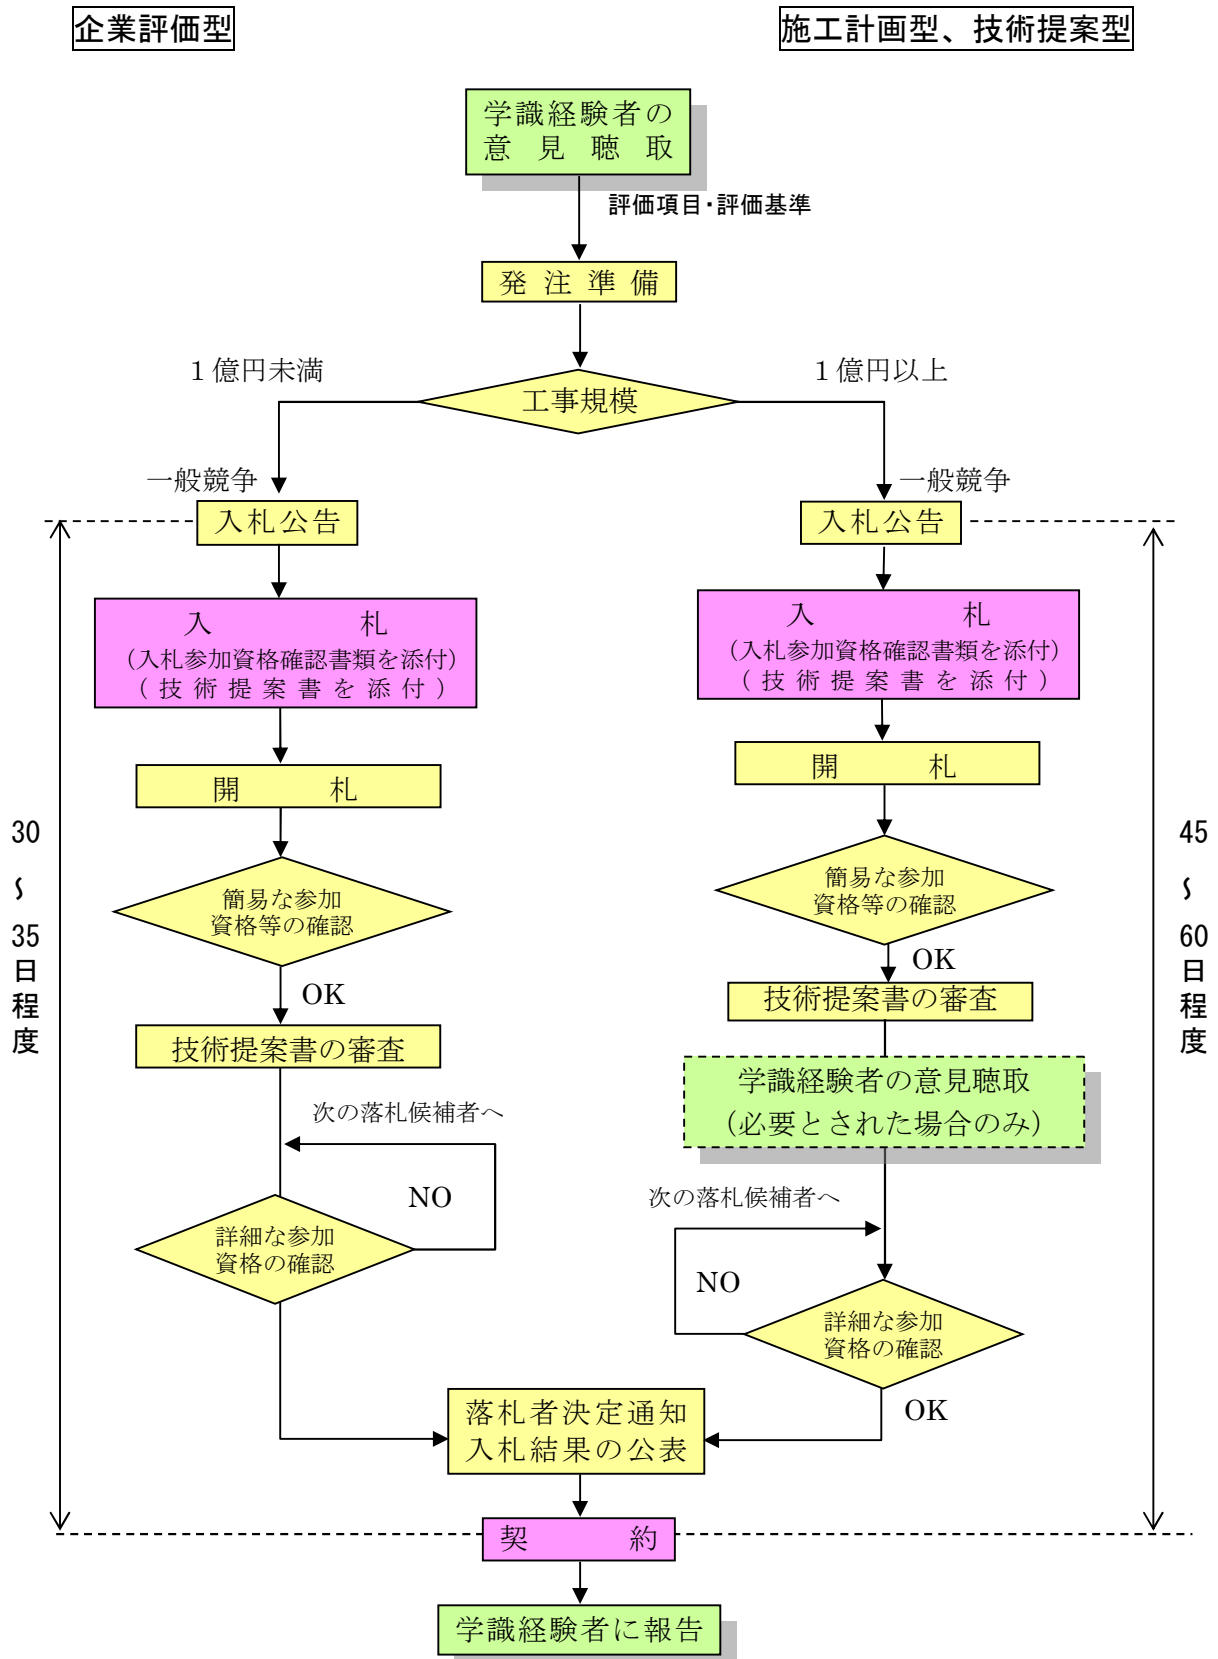 企業評価型
施工計画型、技術提案型
学識経験者の
意見聴取
評価項目・評価基準
発注準備
１億円未満
１億円以上
工事規模
一般競争
入札公告
入札
（入札参加資格確認書類を添付）
（技術提案書を添付）
開札
簡易な参加
資格等の確認
OK
技術提案書の審査
次の落札候補者へ
NO
詳細な参加
資格の確認
30
～
35
日
程
度
一般競争
入札公告
入札
（入札参加資格確認書類を添付）
（技術提案書を添付）
開札
簡易な参加
資格等の確認
OK
技術提案書の審査
学識経験者の意見聴取
（必要とされた場合のみ）
次の落札候補者へ
NO
詳細な参加
資格の確認
OK
45
～
60
日
程
度
落札者決定通知
入札結果の公表
契約
学識経験者に報告